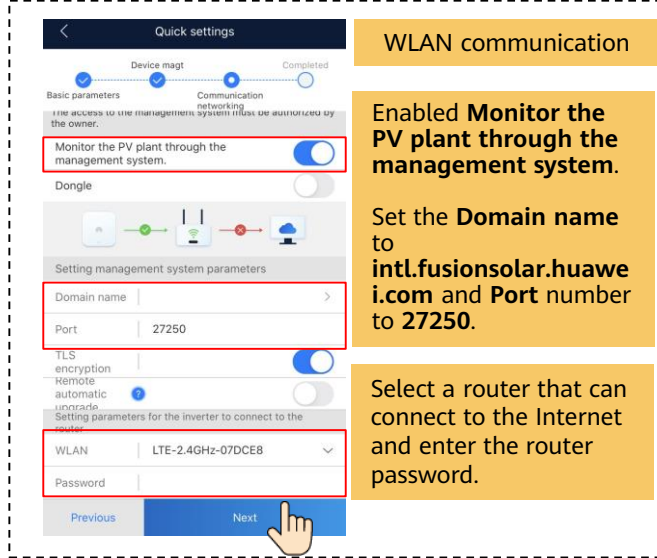 Quick settings
Device magt
Completed
Basic parameters
Communication
networking
The access to the management system must be authorized by
the owner.
Monitor the PV plant through the
management system.
Dongle
Setting management system parameters
Domain name
Port 27250
TLS
encryption
Remote
automatic
upgrade
Setting parameters for the inverter to connect to the
router
WLAN LTE-2.4GHz-07DCE8
Password
Previous Next
WLAN communication
Enabled Monitor the
PV plant through the
management system.
Set the Domain name
to
intl.fusionsolar.huawe
i.com and Port number
to 27250.
Select a router that can
connect to the Internet
and enter the router
password.